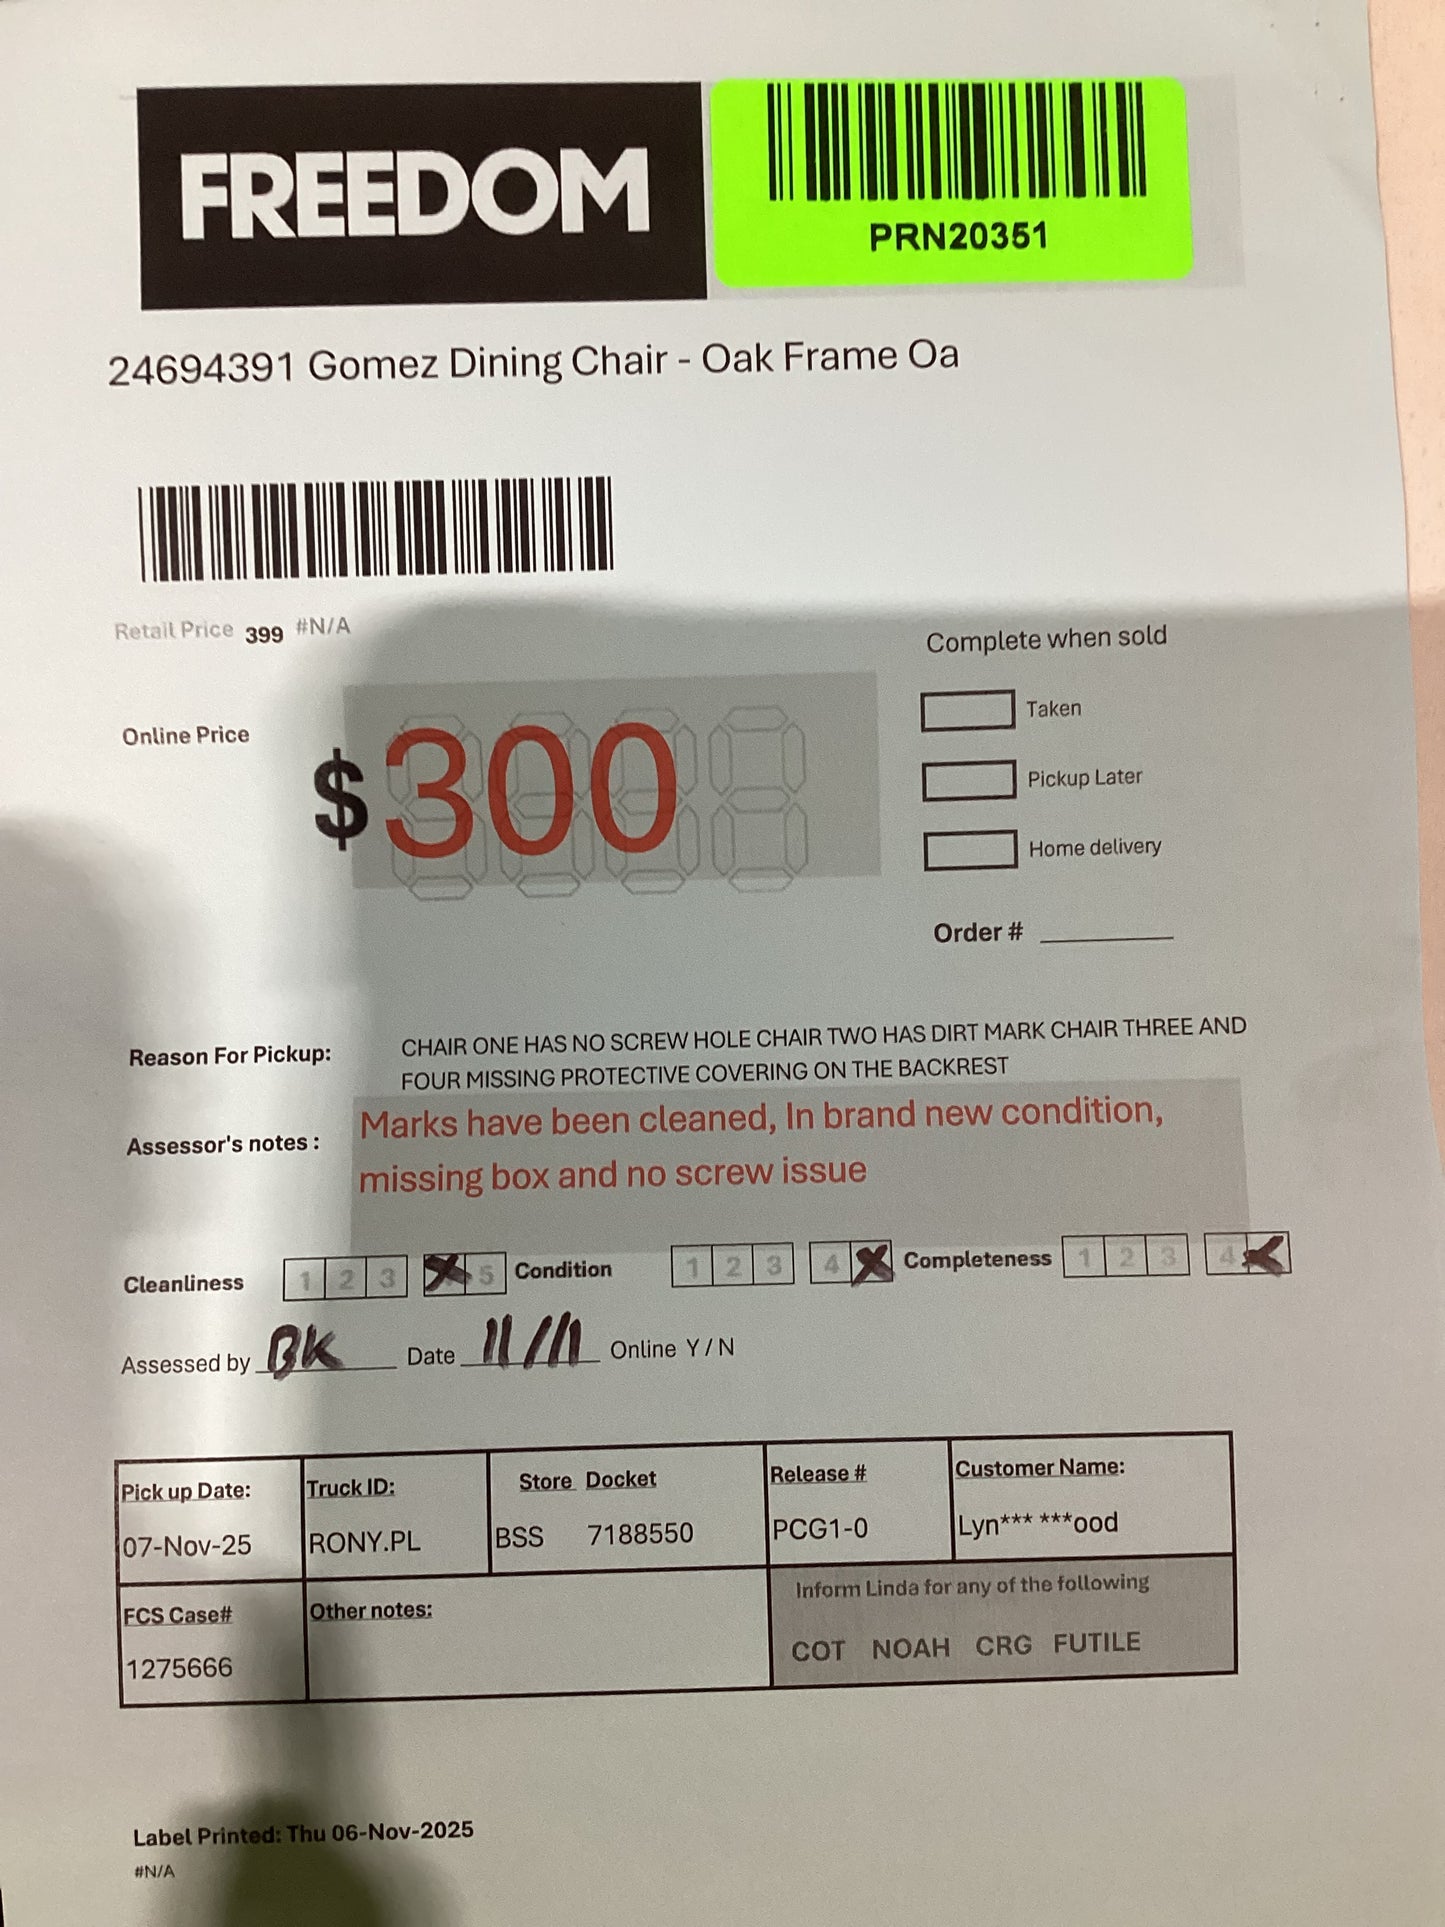 FREEDOM
PRN20351
24694391 Gomez Dining Chair - Oak Frame Oa
Retail Price 399 #N/A
Complete when sold
Online Price
$300
Taken
Pickup Later
Home delivery
Order #
Reason For Pickup:
CHAIR ONE HAS NO SCREW HOLE CHAIR TWO HAS DIRT MARK CHAIR THREE AND
FOUR MISSING PROTECTIVE COVERING ON THE BACKREST
Assessor's notes :
Marks have been cleaned, In brand new condition,
missing box and no screw issue
Cleanliness 1 2 3 5 Condition 1 2 3 4 Completeness 1 2 3 4
Assessed by BK Date 11/11 Online Y / N
Pick up Date: Truck ID: Store Docket Release # Customer Name:
07-Nov-25 RONY.PL BSS 7188550 PCG1-0 Lyn*** ***ood
FCS Case# Other notes: Inform Linda for any of the following
1275666 COT NOAH CRG FUTILE
Label Printed: Thu 06-Nov-2025
#N/A